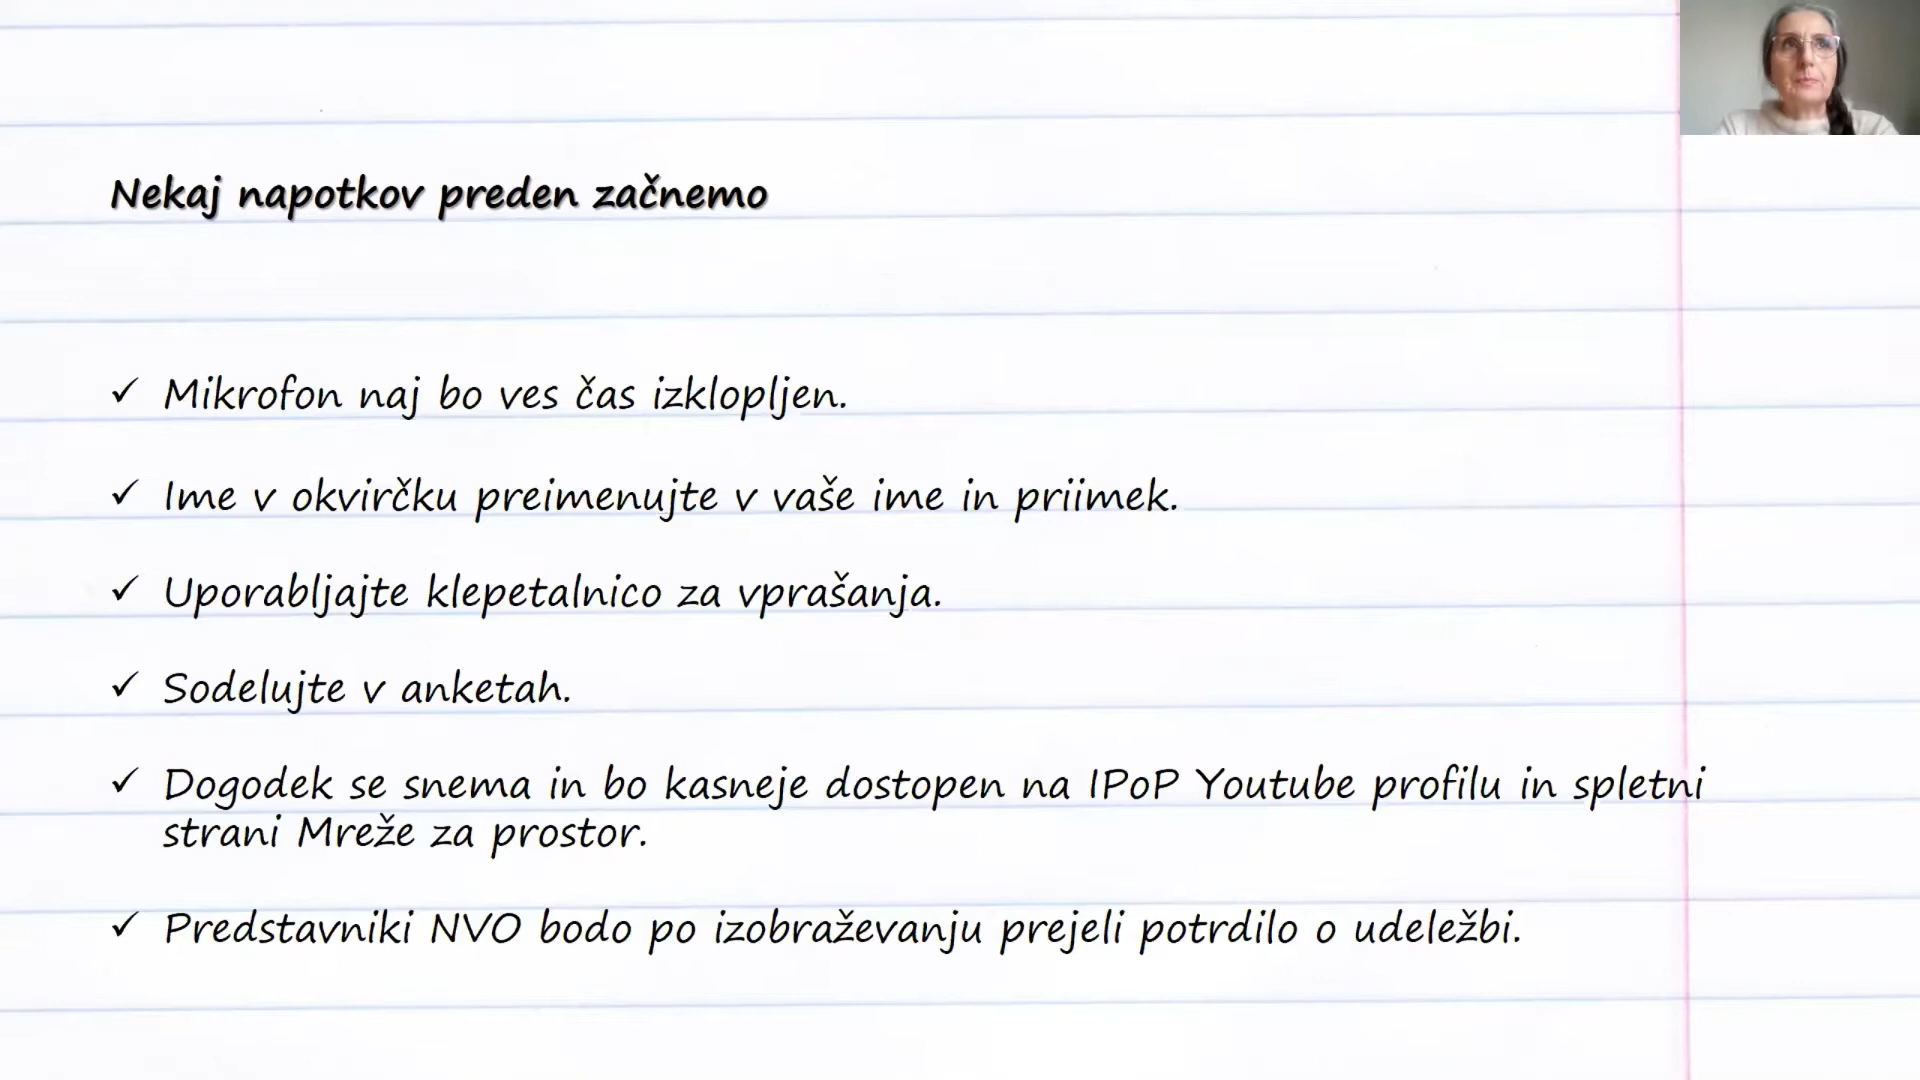 Nekaj napotkov preden začnemo
✓ Mikrofon naj bo ves čas izklopljen.
✓ Ime v okvirčku preimenujte v vaše ime in priimek.
✓ Uporabljajte klepetalnico za vprašanja.
✓ Sodelujte v anketah.
✓ Dogodek se snema in bo kasneje dostopen na IPoP Youtube profilu in spletni
strani Mreže za prostor.
✓ Predstavniki NVO bodo po izobraževanju prejeli potrdilo o udeležbi.